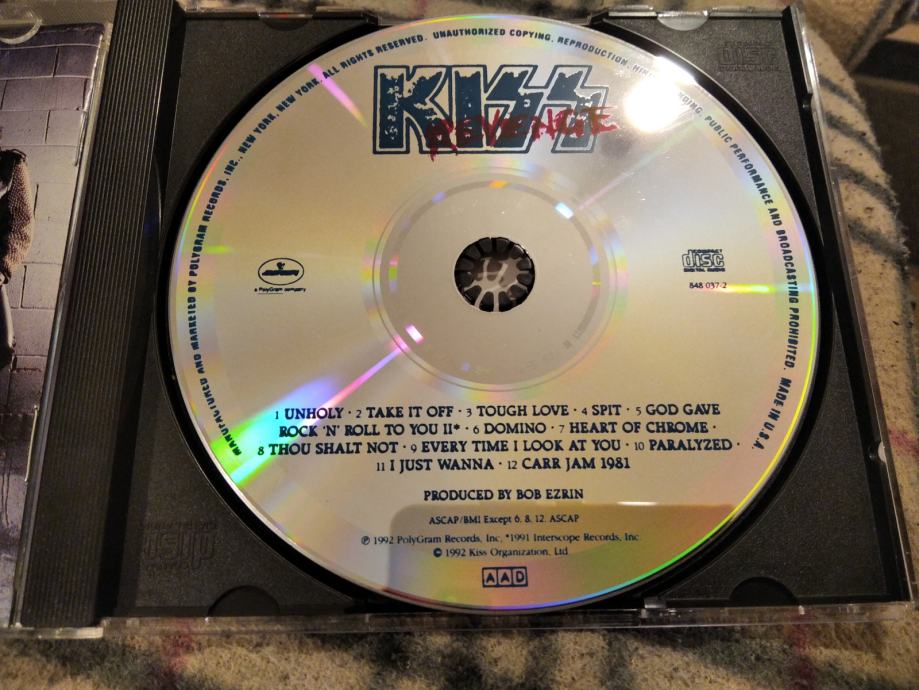 MANUFACTURED AND MARKETED BY POLYGRAM RECORDS, INC., NEW YORK, NEW YORK. ALL RIGHTS RESERVED. UNAUTHORIZED COPYING, REPRODUCTION, PUBLIC PERFORMANCE AND BROADCASTING PROHIBITED. MADE IN U.S.A.
KISS
REVENGE
mercury
a PolyGram company
COMPACT
disc
DIGITAL AUDIO
848 037-2
1 UNHOLY · 2 TAKE IT OFF · 3 TOUGH LOVE · 4 SPIT · 5 GOD GAVE
ROCK 'N' ROLL TO YOU II* · 6 DOMINO · 7 HEART OF CHROME ·
8 THOU SHALT NOT · 9 EVERY TIME I LOOK AT YOU · 10 PARALYZED ·
11 I JUST WANNA · 12 CARR JAM 1981
PRODUCED BY BOB EZRIN
ASCAP/BMI Except 6, 8, 12. ASCAP
℗ 1992 PolyGram Records, Inc, *1991 Interscope Records, Inc.
© 1992 Kiss Organization, Ltd
AAD